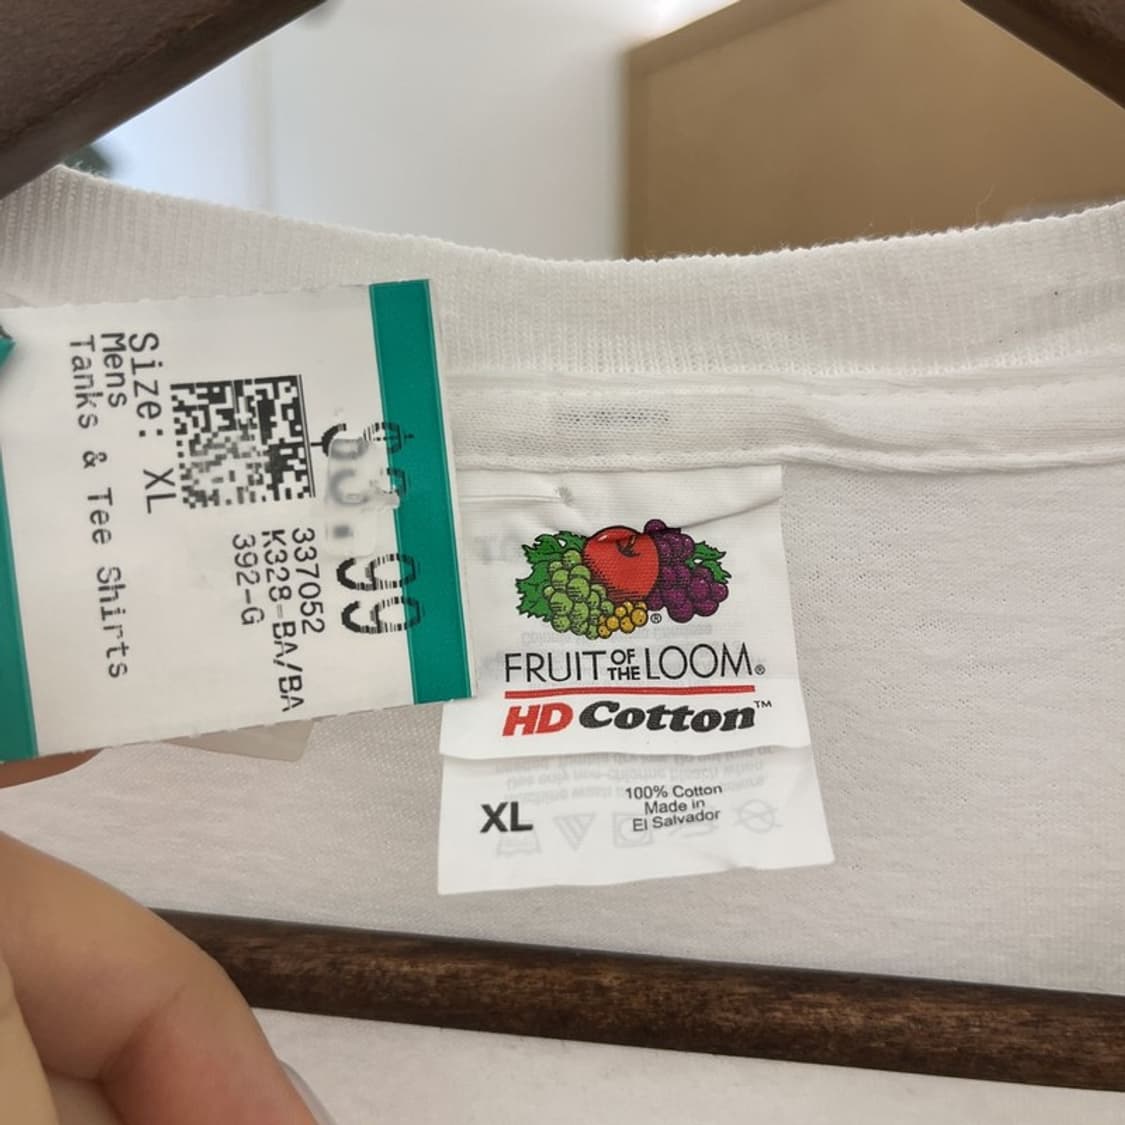 Size: XL
Mens
Tanks & Tee Shirts
337052
K328-BA/BA
392-G
FRUIT OF THE LOOM®
HD Cotton™
XL
100% Cotton
Made in
El Salvador